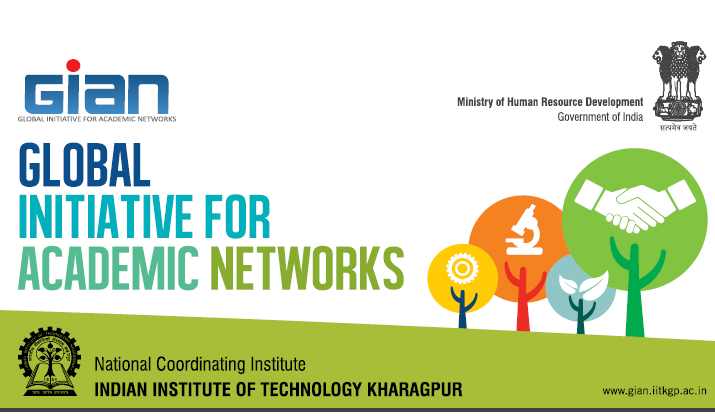 GIAN
GLOBAL INITIATIVE FOR ACADEMIC NETWORKS
Ministry of Human Resource Development
Government of India
सत्यमेव जयते
GLOBAL
INITIATIVE FOR
ACADEMIC NETWORKS
National Coordinating Institute
INDIAN INSTITUTE OF TECHNOLOGY KHARAGPUR
www.gian.iitkgp.ac.in